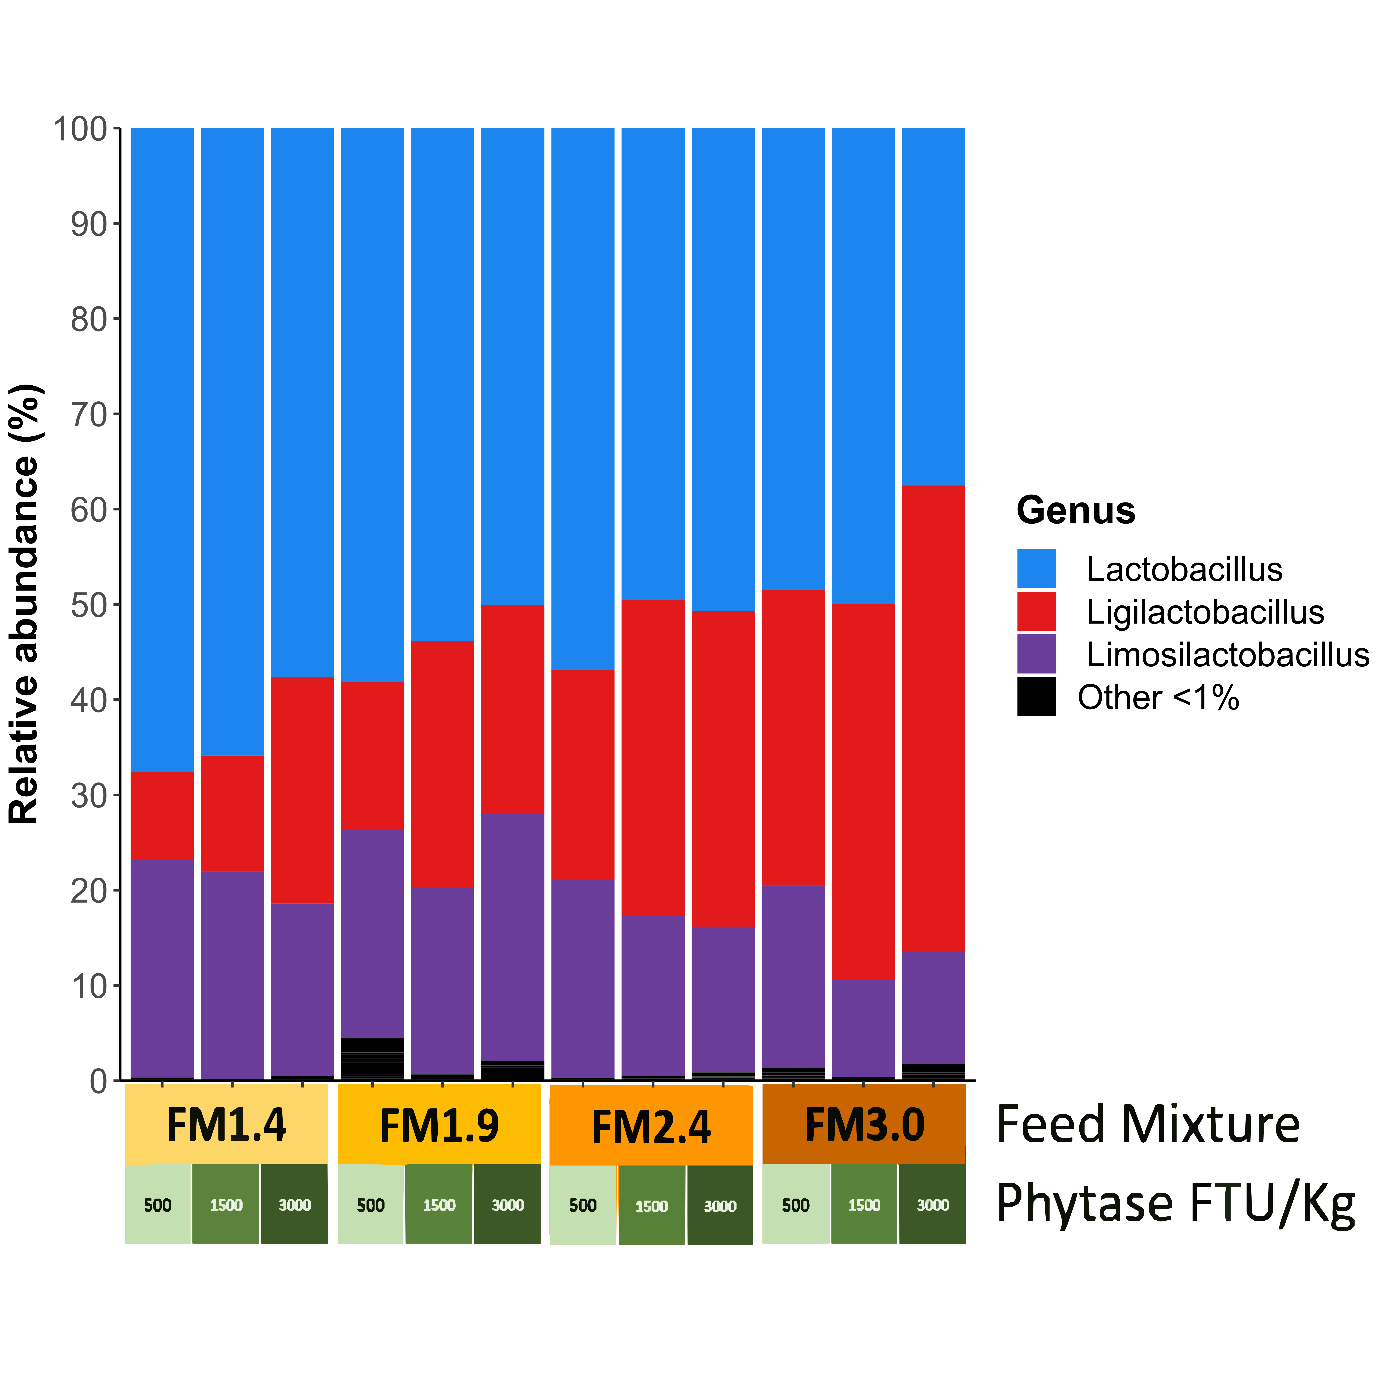 100
90
80
70
60
50
40
30
20
10
0
Relative abundance (%)
Genus
Lactobacillus
Ligilactobacillus
Limosilactobacillus
Other <1%
FM1.4 FM1.9 FM2.4 FM3.0 Feed Mixture
500 1500 3000 500 1500 3000 500 1500 3000 500 1500 3000 Phytase FTU/Kg